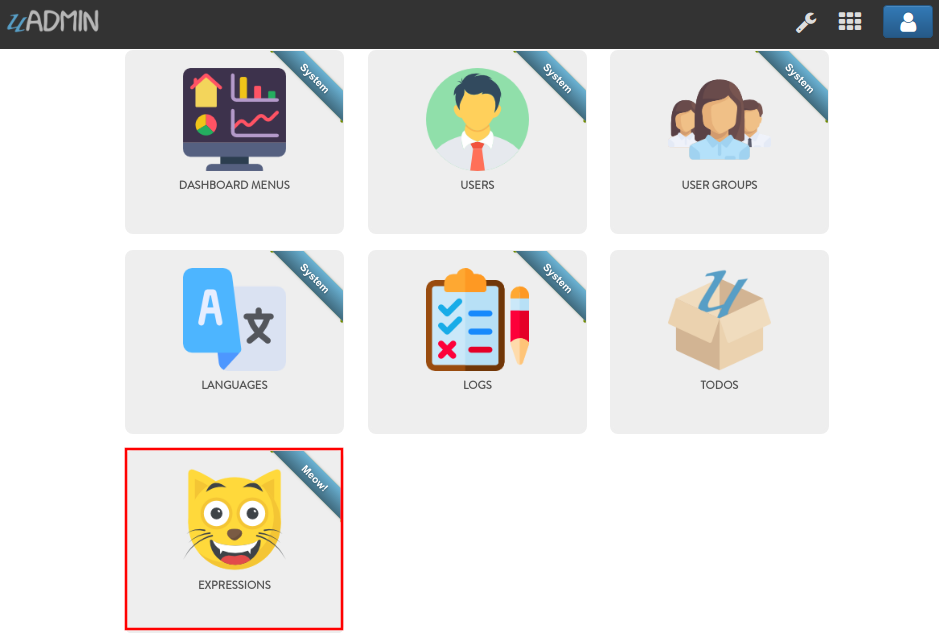 uADMIN
System
System
System
DASHBOARD MENUS
USERS
USER GROUPS
System
System
A 文
u
LANGUAGES
LOGS
TODOS
Meow!
EXPRESSIONS